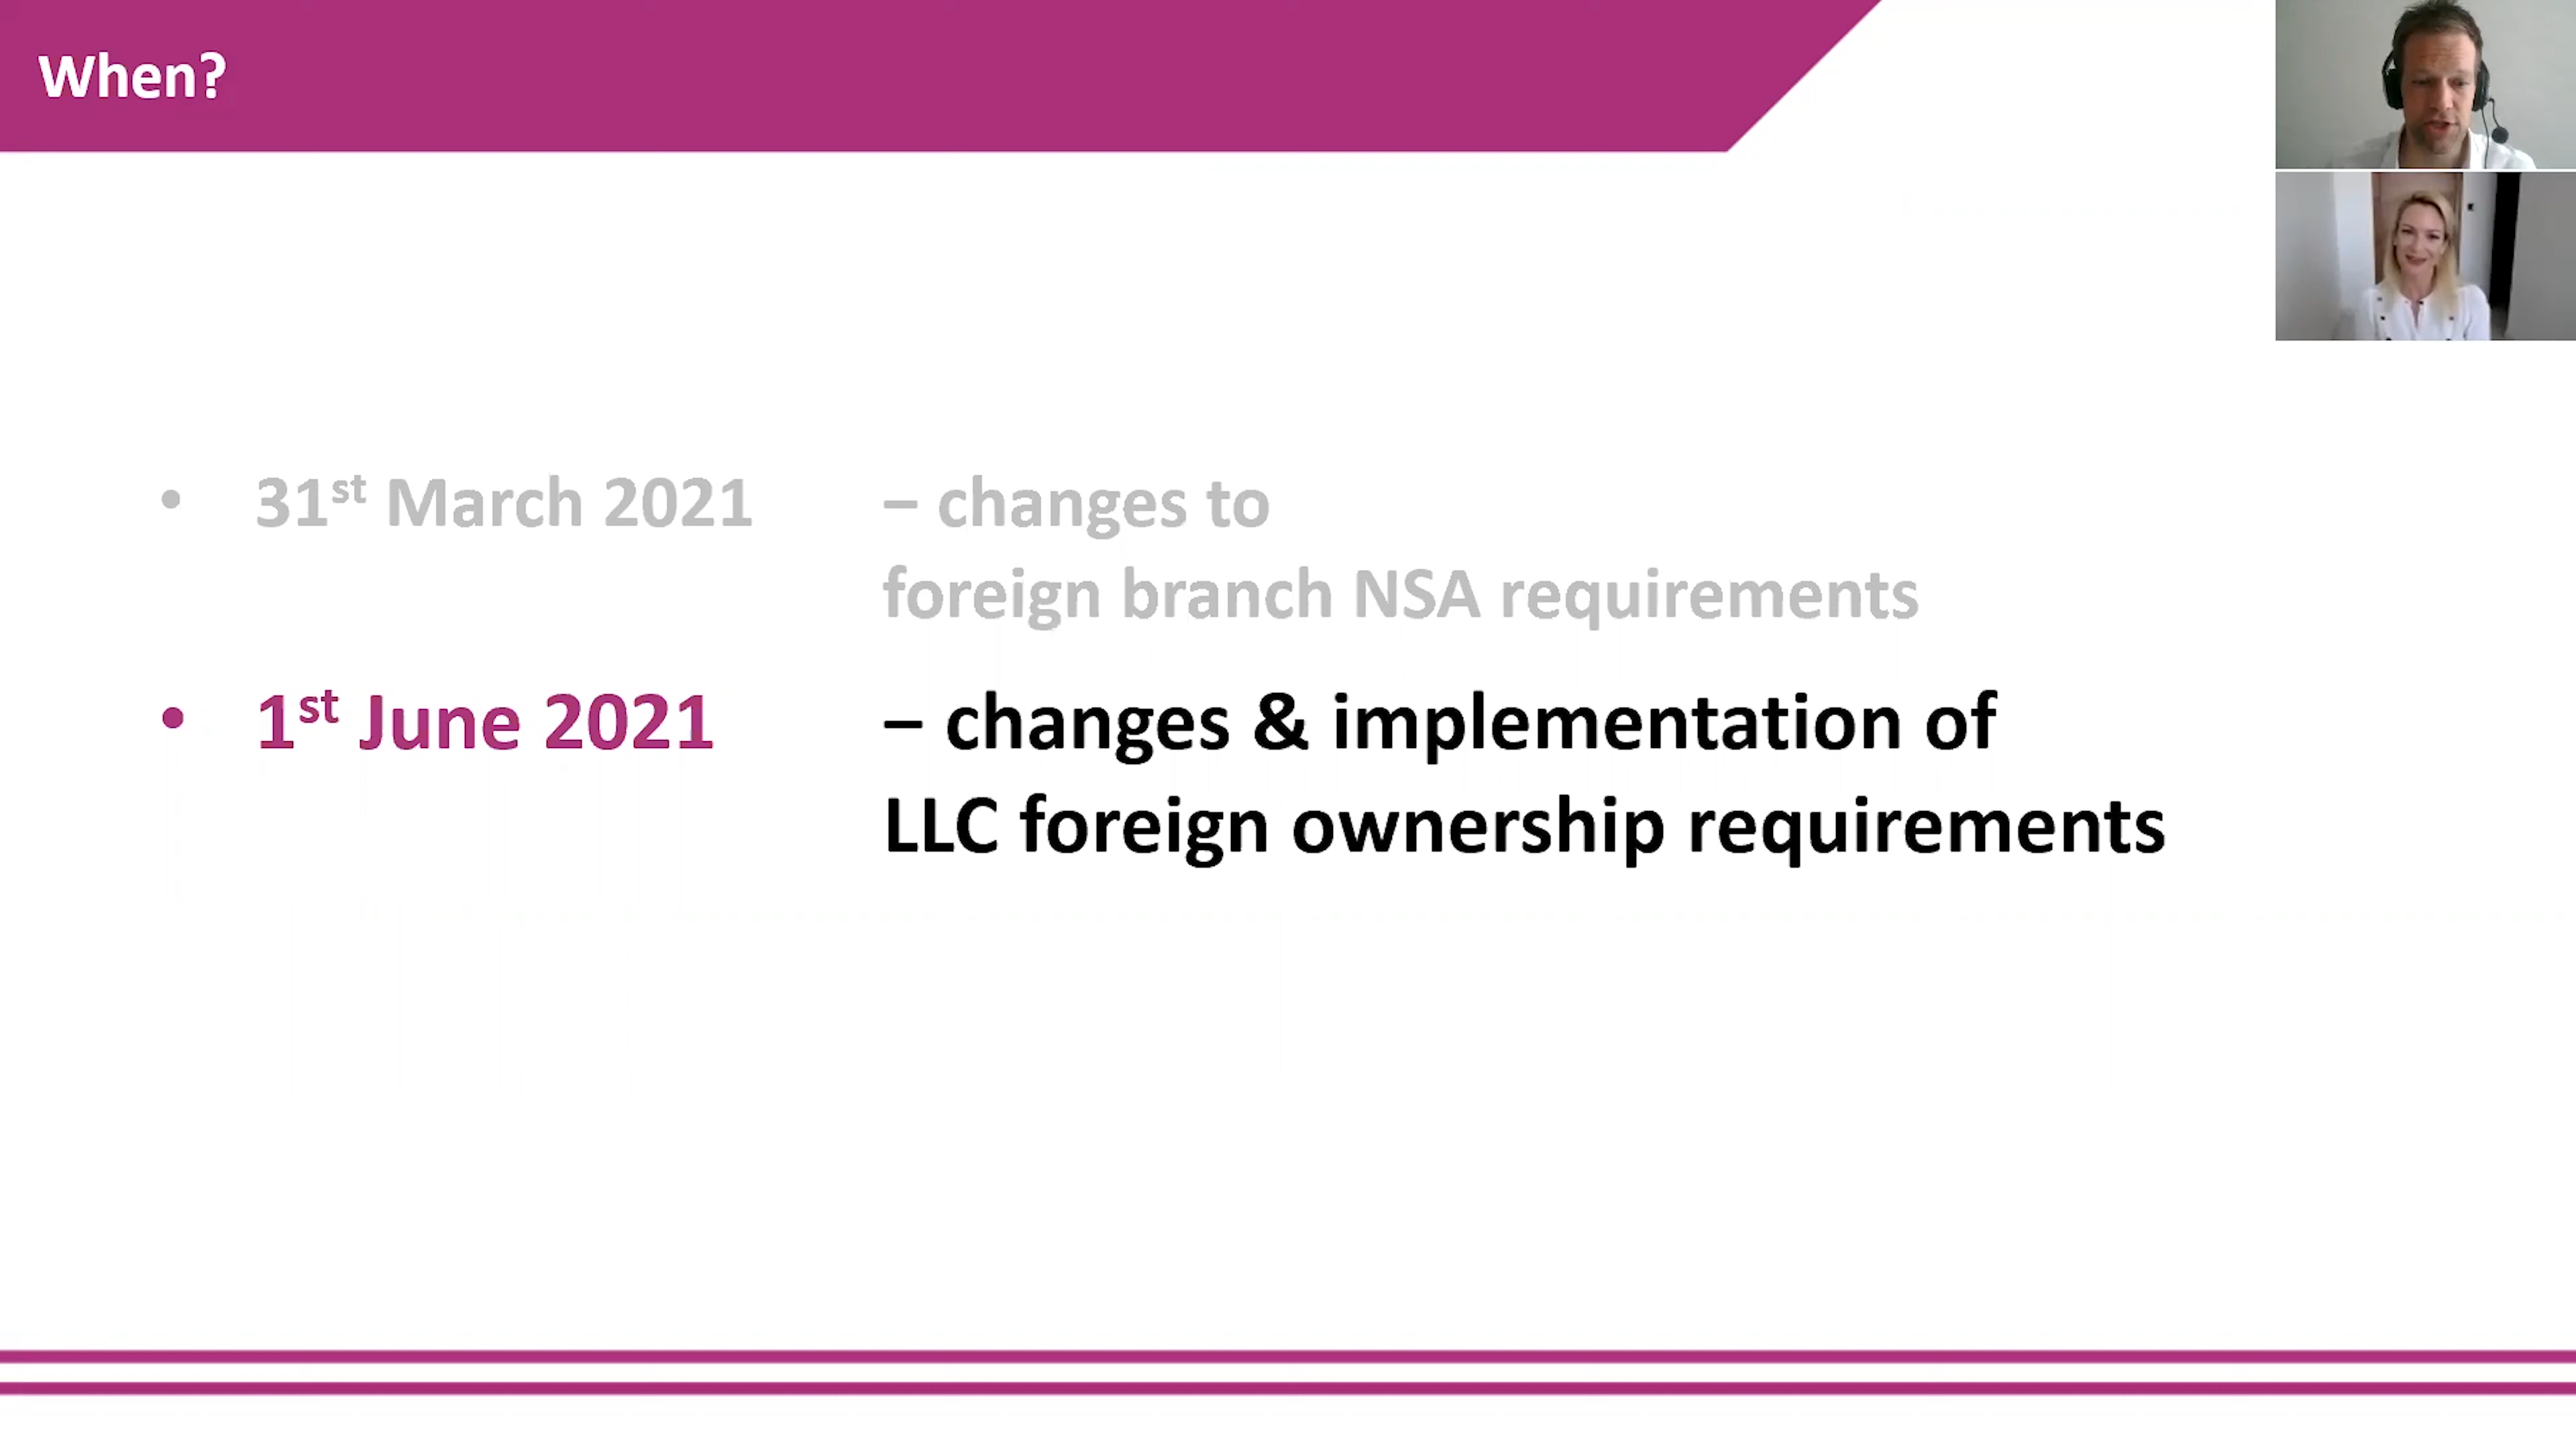 When?
• 31st March 2021 – changes to
foreign branch NSA requirements
• 1st June 2021 – changes & implementation of
LLC foreign ownership requirements